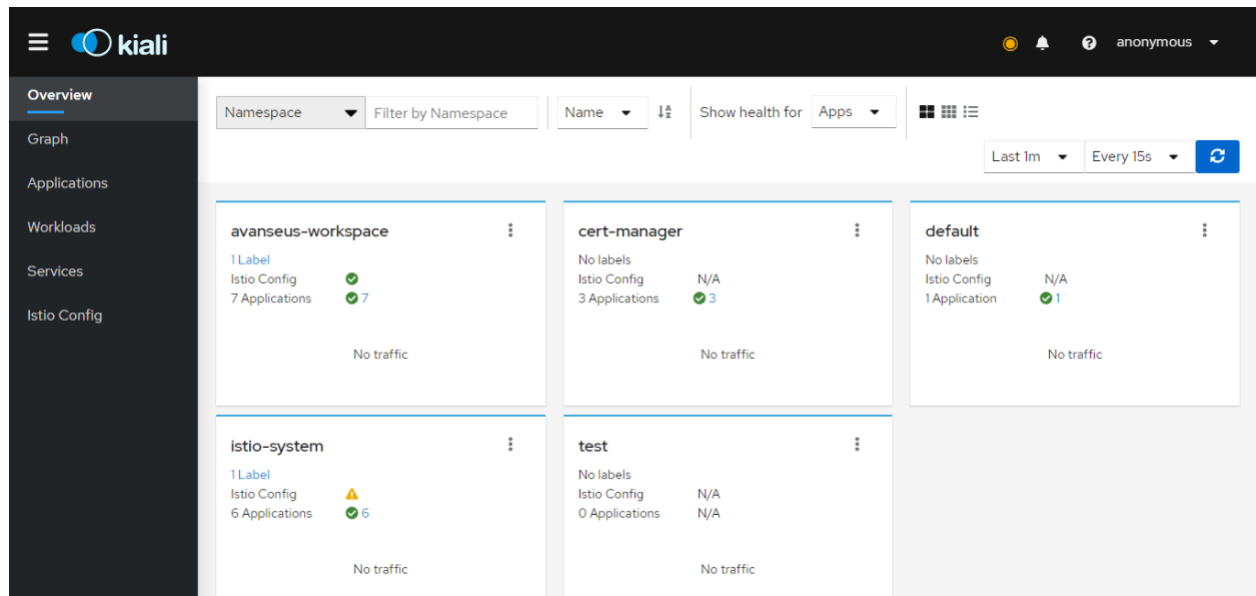 kiali
anonymous
Overview
Graph
Applications
Workloads
Services
Istio Config
Namespace
Filter by Namespace
Name
Show health for
Apps
Last 1m
Every 15s
avanseus-workspace
1 Label
Istio Config
7 Applications 7
No traffic
cert-manager
No labels
Istio Config N/A
3 Applications 3
No traffic
default
No labels
Istio Config N/A
1 Application 1
No traffic
istio-system
1 Label
Istio Config
6 Applications 6
No traffic
test
No labels
Istio Config N/A
0 Applications N/A
No traffic